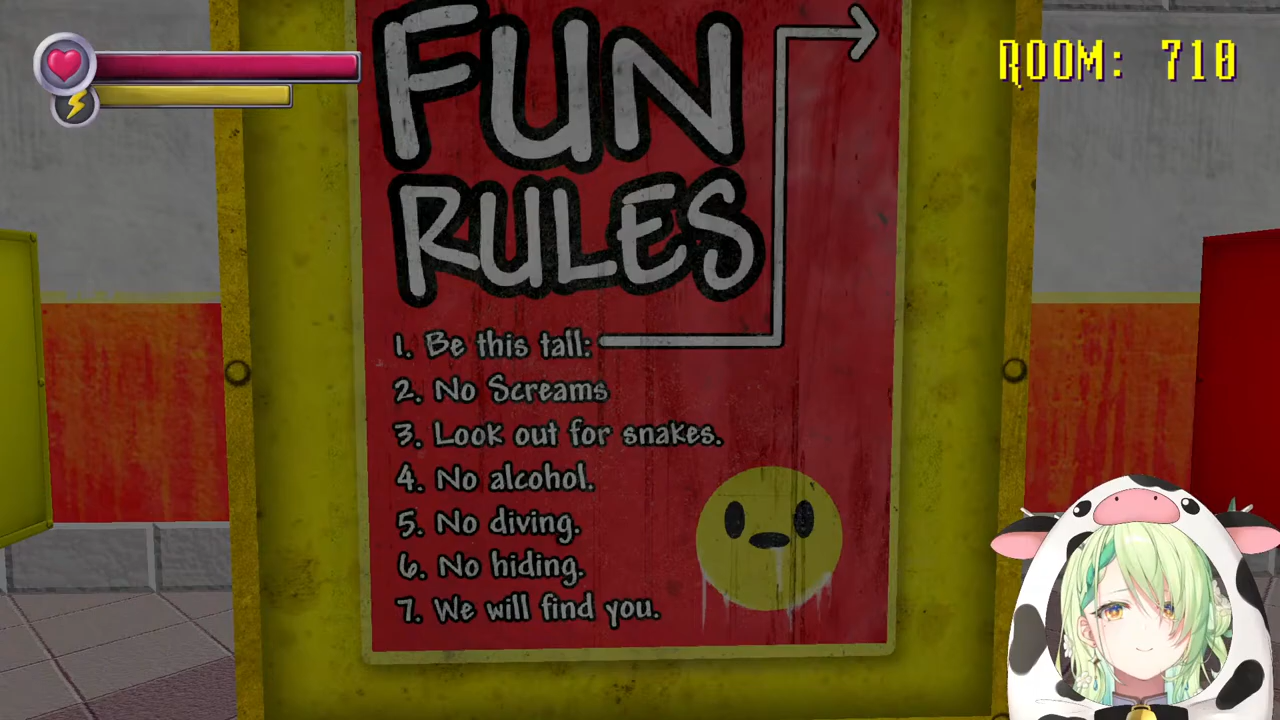 ROOM: 710
FUN
RULES
1. Be this tall:
2. No Screams
3. Look out for snakes.
4. No alcohol.
5. No diving.
6. No hiding.
7. We will find you.